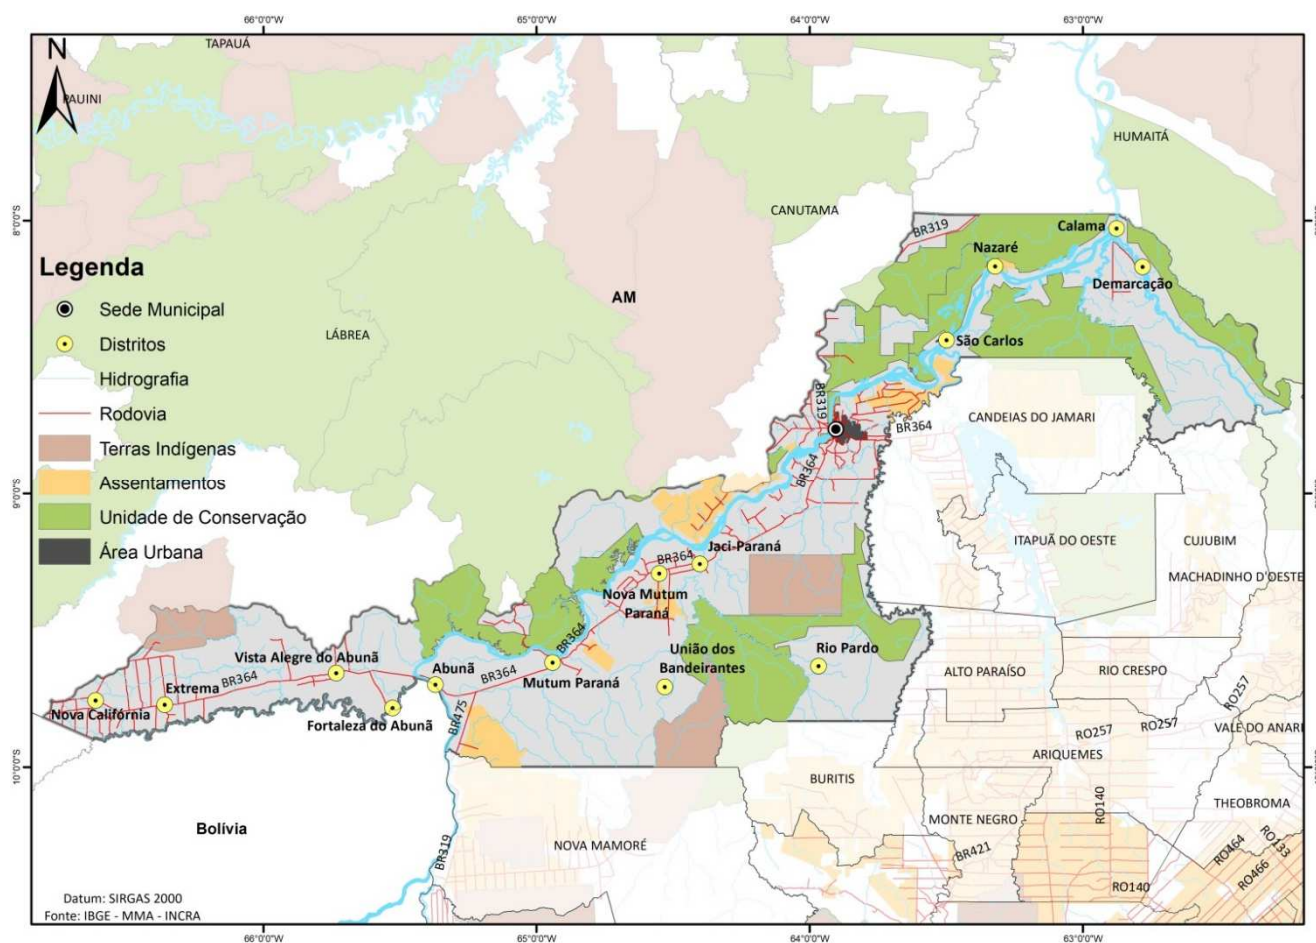 66°0'0"W
65°0'0"W
64°0'0"W
63°0'0"W
N
TAPAUÁ
PAUINI
HUMAITÁ
CANUTAMA
8°0'0"S
BR319
Calama
Nazaré
Demarcação
Legenda
Sede Municipal
Distritos
Hidrografia
Rodovia
Terras Indígenas
Assentamentos
Unidade de Conservação
Área Urbana
AM
LÁBREA
São Carlos
BR319
CANDEIAS DO JAMARI
BR364
BR364
9°0'0"S
Jaci-Paraná
BR364
Nova Mutum
Paraná
ITAPUÃ DO OESTE
CUJUBIM
MACHADINHO D'OESTE
BR364
União dos
Bandeirantes
Rio Pardo
Vista Alegre do Abunã
Abunã
BR364
Mutum Paraná
Extrema
BR364
Nova Califórnia
Fortaleza do Abunã
BR475
ALTO PARAÍSO
RIO CRESPO
RO257
RO257
RO257
VALE DO ANARI
ARIQUEMES
10°0'0"S
BURITIS
RO140
THEOBROMA
Bolívia
MONTE NEGRO
BR319
NOVA MAMORÉ
BR421
RO464
RO133
RO466
RO140
Datum: SIRGAS 2000
Fonte: IBGE - MMA - INCRA
66°0'0"W
65°0'0"W
64°0'0"W
63°0'0"W